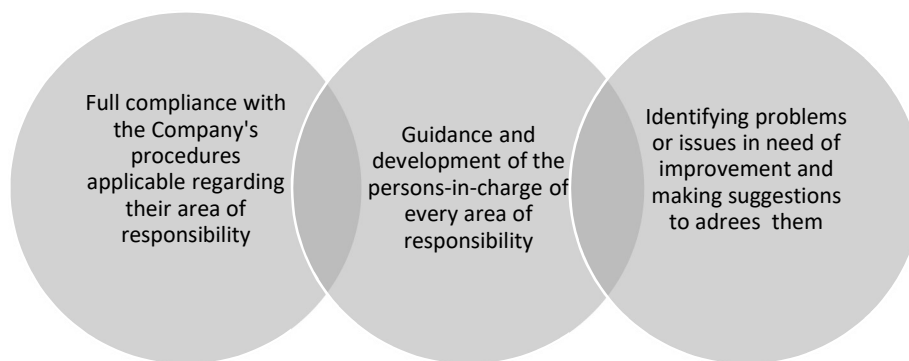 Full compliance with
the Company's
procedures
applicable regarding
their area of
responsibility
Guidance and
development of the
persons-in-charge of
every area of
responsibility
Identifying problems
or issues in need of
improvement and
making suggestions
to adrees  them